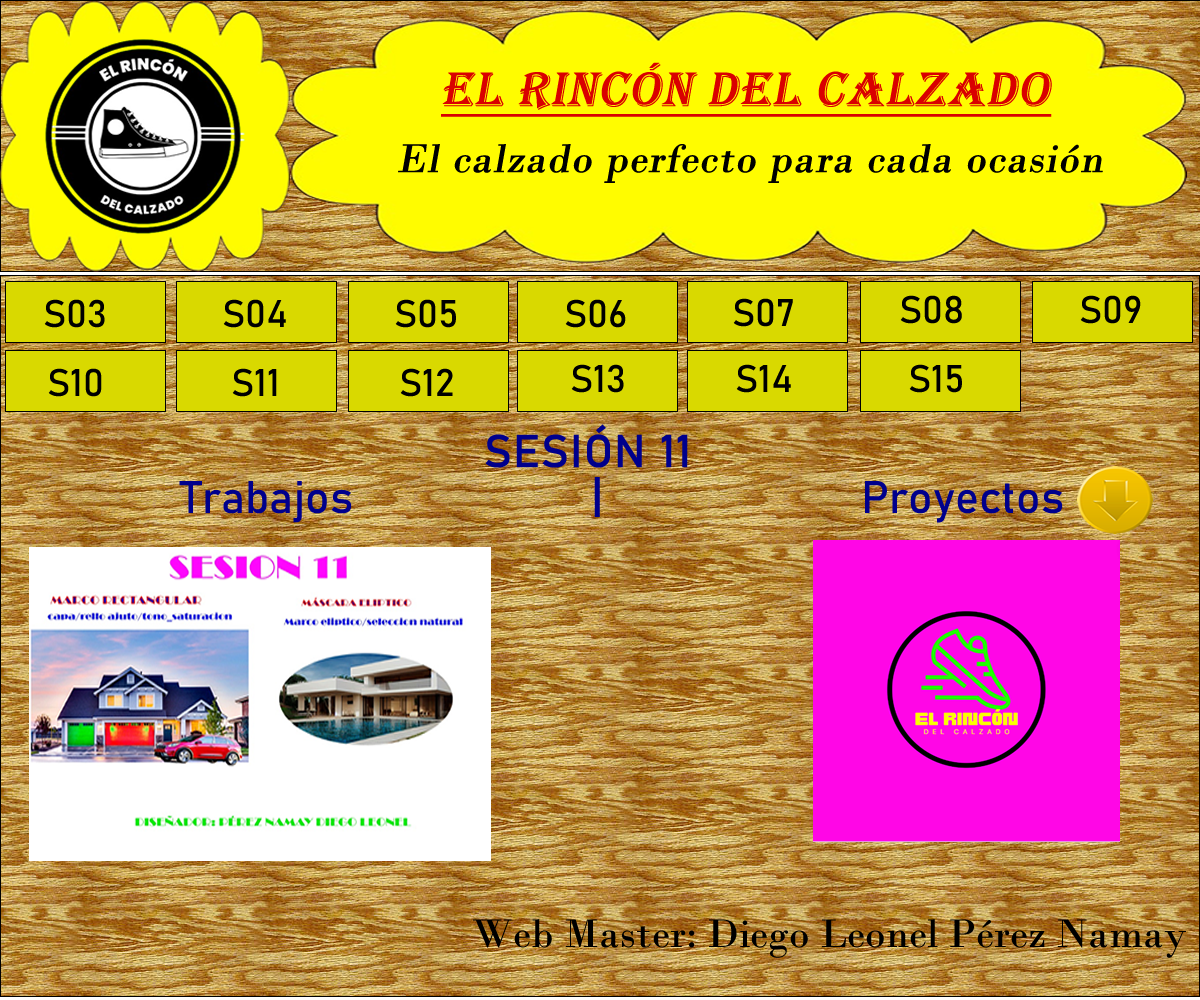 EL RINCÓN
DEL CALZADO
EL RINCÓN DEL CALZADO
El calzado perfecto para cada ocasión
S03 S04 S05 S06 S07 S08 S09
S10 S11 S12 S13 S14 S15
SESIÓN 11
Trabajos | Proyectos
SESION 11
MARCO RECTANGULAR
capa/rello ajuto/tono_saturacion
MÁSCARA ELIPTICO
Marco eliptico/seleccion natural
DISEÑADOR: PÉREZ NAMAY DIEGO LEONEL
EL RINCÓN
DEL CALZADO
Web Master: Diego Leonel Pérez Namay